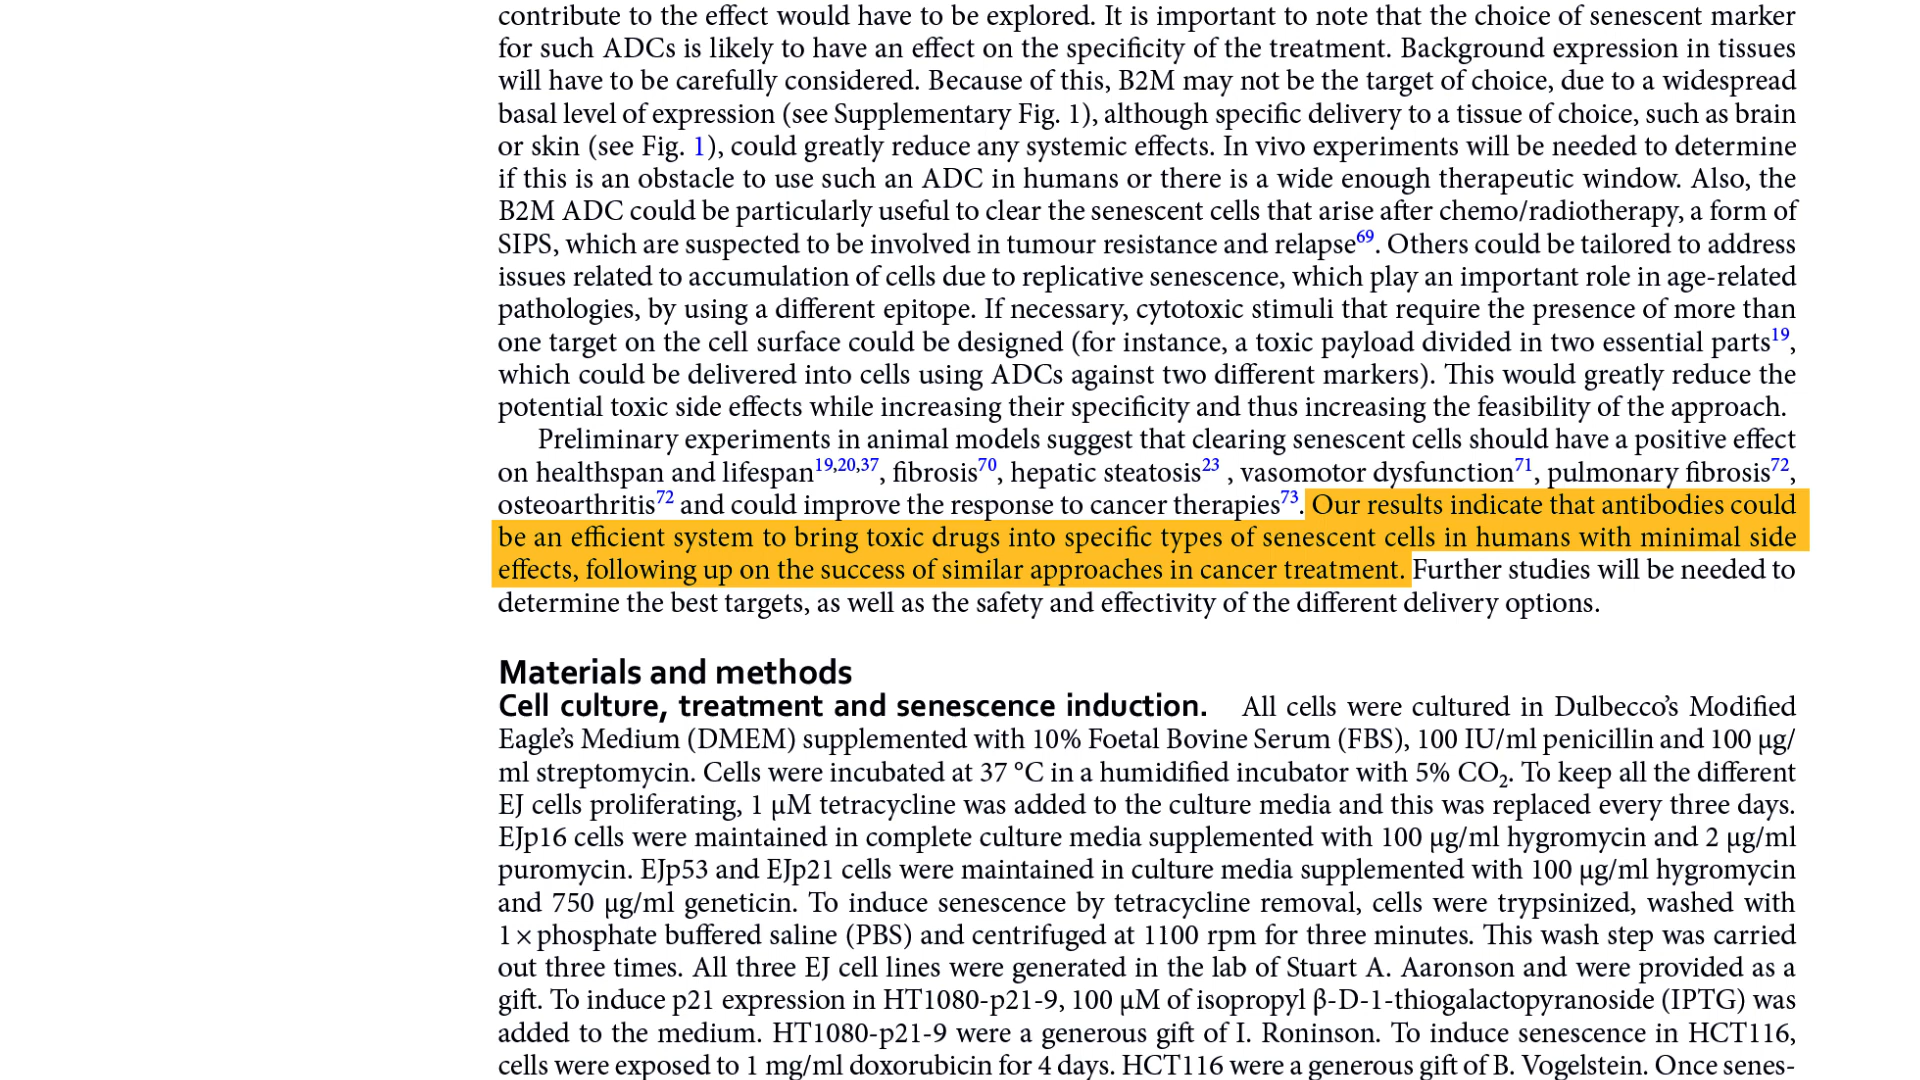 contribute to the effect would have to be explored. It is important to note that the choice of senescent marker
for such ADCs is likely to have an effect on the specificity of the treatment. Background expression in tissues
will have to be carefully considered. Because of this, B2M may not be the target of choice, due to a widespread
basal level of expression (see Supplementary Fig. 1), although specific delivery to a tissue of choice, such as brain
or skin (see Fig. 1), could greatly reduce any systemic effects. In vivo experiments will be needed to determine
if this is an obstacle to use such an ADC in humans or there is a wide enough therapeutic window. Also, the
B2M ADC could be particularly useful to clear the senescent cells that arise after chemo/radiotherapy, a form of
SIPS, which are suspected to be involved in tumour resistance and relapse69. Others could be tailored to address
issues related to accumulation of cells due to replicative senescence, which play an important role in age-related
pathologies, by using a different epitope. If necessary, cytotoxic stimuli that require the presence of more than
one target on the cell surface could be designed (for instance, a toxic payload divided in two essential parts19,
which could be delivered into cells using ADCs against two different markers). This would greatly reduce the
potential toxic side effects while increasing their specificity and thus increasing the feasibility of the approach.
Preliminary experiments in animal models suggest that clearing senescent cells should have a positive effect
on healthspan and lifespan19,20,37, fibrosis70, hepatic steatosis23 , vasomotor dysfunction71, pulmonary fibrosis72,
osteoarthritis72 and could improve the response to cancer therapies73. Our results indicate that antibodies could
be an efficient system to bring toxic drugs into specific types of senescent cells in humans with minimal side
effects, following up on the success of similar approaches in cancer treatment. Further studies will be needed to
determine the best targets, as well as the safety and effectivity of the different delivery options.
Materials and methods
Cell culture, treatment and senescence induction. All cells were cultured in Dulbecco's Modified
Eagle's Medium (DMEM) supplemented with 10% Foetal Bovine Serum (FBS), 100 IU/ml penicillin and 100 μg/
ml streptomycin. Cells were incubated at 37 °C in a humidified incubator with 5% CO₂. To keep all the different
EJ cells proliferating, 1 μM tetracycline was added to the culture media and this was replaced every three days.
EJp16 cells were maintained in complete culture media supplemented with 100 μg/ml hygromycin and 2 μg/ml
puromycin. EJp53 and EJp21 cells were maintained in culture media supplemented with 100 μg/ml hygromycin
and 750 μg/ml geneticin. To induce senescence by tetracycline removal, cells were trypsinized, washed with
1 × phosphate buffered saline (PBS) and centrifuged at 1100 rpm for three minutes. This wash step was carried
out three times. All three EJ cell lines were generated in the lab of Stuart A. Aaronson and were provided as a
gift. To induce p21 expression in HT1080-p21-9, 100 μM of isopropyl β-D-1-thiogalactopyranoside (IPTG) was
added to the medium. HT1080-p21-9 were a generous gift of I. Roninson. To induce senescence in HCT116,
cells were exposed to 1 mg/ml doxorubicin for 4 days. HCT116 were a generous gift of B. Vogelstein. Once senes-